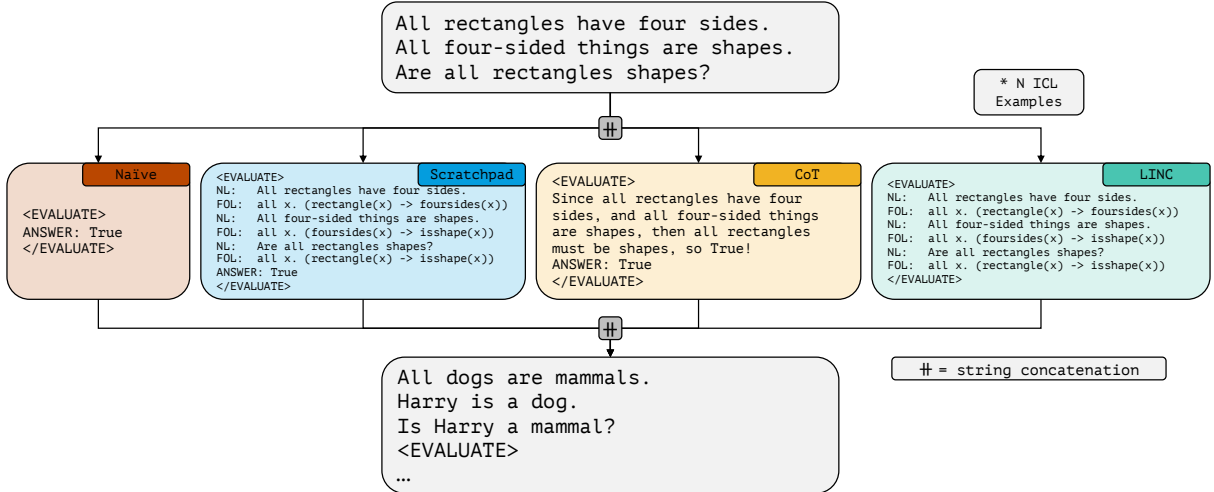 All rectangles have four sides.
All four-sided things are shapes.
Are all rectangles shapes?
* N ICL
Examples
⧺
Naïve
<EVALUATE>
ANSWER: True
</EVALUATE>
Scratchpad
<EVALUATE>
NL: All rectangles have four sides.
FOL: all x. (rectangle(x) -> foursides(x))
NL: All four-sided things are shapes.
FOL: all x. (foursides(x) -> isshape(x))
NL: Are all rectangles shapes?
FOL: all x. (rectangle(x) -> isshape(x))
ANSWER: True
</EVALUATE>
CoT
<EVALUATE>
Since all rectangles have four
sides, and all four-sided things
are shapes, then all rectangles
must be shapes, so True!
ANSWER: True
</EVALUATE>
LINC
<EVALUATE>
NL: All rectangles have four sides.
FOL: all x. (rectangle(x) -> foursides(x))
NL: All four-sided things are shapes.
FOL: all x. (foursides(x) -> isshape(x))
NL: Are all rectangles shapes?
FOL: all x. (rectangle(x) -> isshape(x))
</EVALUATE>
⧺
All dogs are mammals.
Harry is a dog.
Is Harry a mammal?
<EVALUATE>
…
⧺ = string concatenation